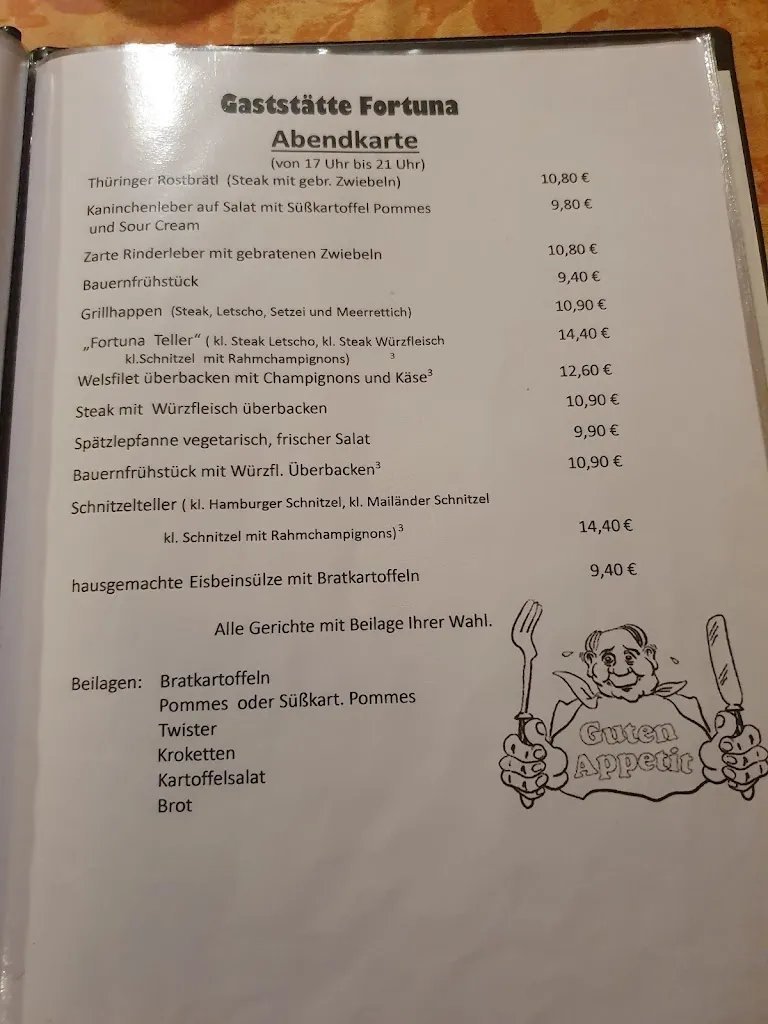 Gaststätte Fortuna
Abendkarte
(von 17 Uhr bis 21 Uhr)
Thüringer Rostbrätl (Steak mit gebr. Zwiebeln) 10,80 €
Kaninchenleber auf Salat mit Süßkartoffel Pommes 9,80 €
und Sour Cream
Zarte Rinderleber mit gebratenen Zwiebeln 10,80 €
Bauernfrühstück 9,40 €
Grillhappen (Steak, Letscho, Setzei und Meerrettich) 10,90 €
„Fortuna Teller“ ( kl. Steak Letscho, kl. Steak Würzfleisch 14,40 €
kl.Schnitzel mit Rahmchampignons) 3
Welsfilet überbacken mit Champignons und Käse3 12,60 €
Steak mit Würzfleisch überbacken 10,90 €
Spätzlepfanne vegetarisch, frischer Salat 9,90 €
Bauernfrühstück mit Würzfl. Überbacken3 10,90 €
Schnitzelteller ( kl. Hamburger Schnitzel, kl. Mailänder Schnitzel
kl. Schnitzel mit Rahmchampignons)3 14,40 €
hausgemachte Eisbeinsülze mit Bratkartoffeln 9,40 €
Alle Gerichte mit Beilage Ihrer Wahl.
Beilagen: Bratkartoffeln
Pommes oder Süßkart. Pommes
Twister
Kroketten
Kartoffelsalat
Brot
Guten
Appetit